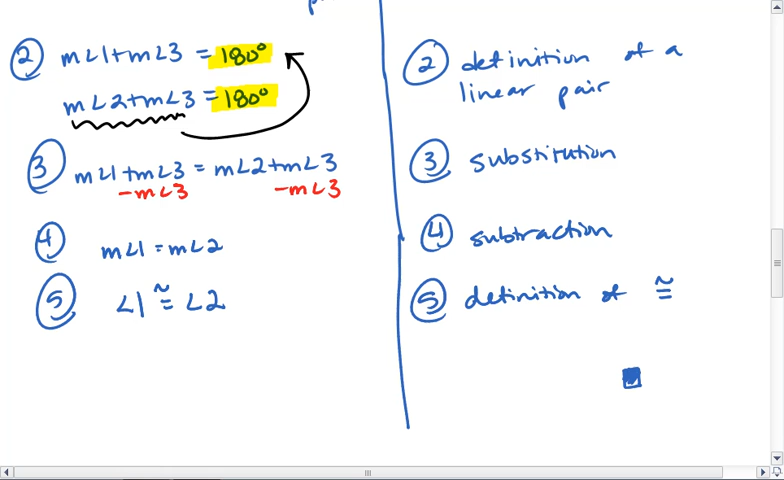 ② m∠1+m∠3 = 180°
m∠2+m∠3 = 180°
③ m∠1+m∠3 = m∠2+m∠3
-m∠3 -m∠3
④ m∠1 = m∠2
⑤ ∠1 ≅ ∠2
② definition of a
linear pair
③ substitution
④ subtraction
⑤ definition of ≅